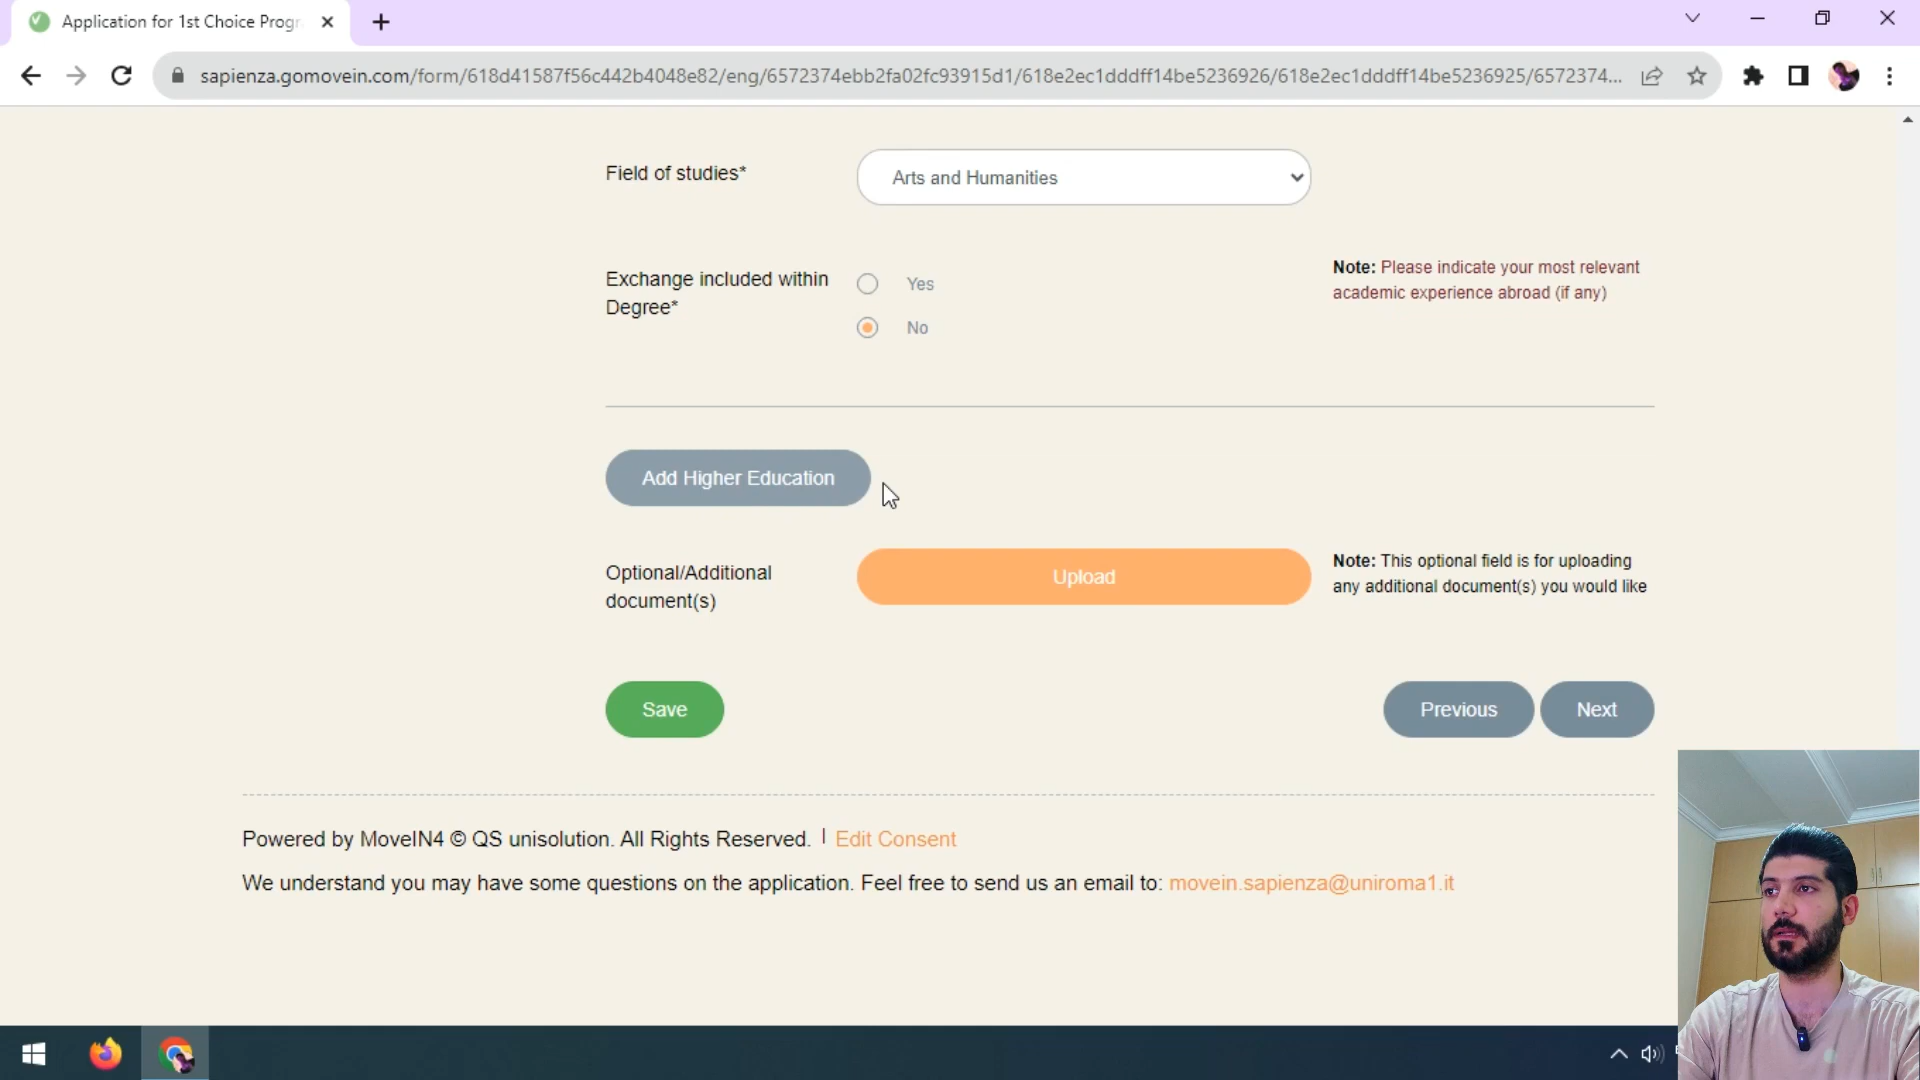 Application for 1st Choice Progr
sapienza.gomovein.com/form/618d41587f56c442b4048e82/eng/6572374ebb2fa02fc93915d1/618e2ec1dddff14be5236926/618e2ec1dddff14be5236925/6572374...
Field of studies*
Arts and Humanities
Exchange included within
Degree*
Yes
No
Note: Please indicate your most relevant
academic experience abroad (if any)
Add Higher Education
Optional/Additional
document(s)
Upload
Note: This optional field is for uploading
any additional document(s) you would like
Save
Previous
Next
Powered by MoveIN4 © QS unisolution. All Rights Reserved. | Edit Consent
We understand you may have some questions on the application. Feel free to send us an email to: movein.sapienza@uniroma1.it